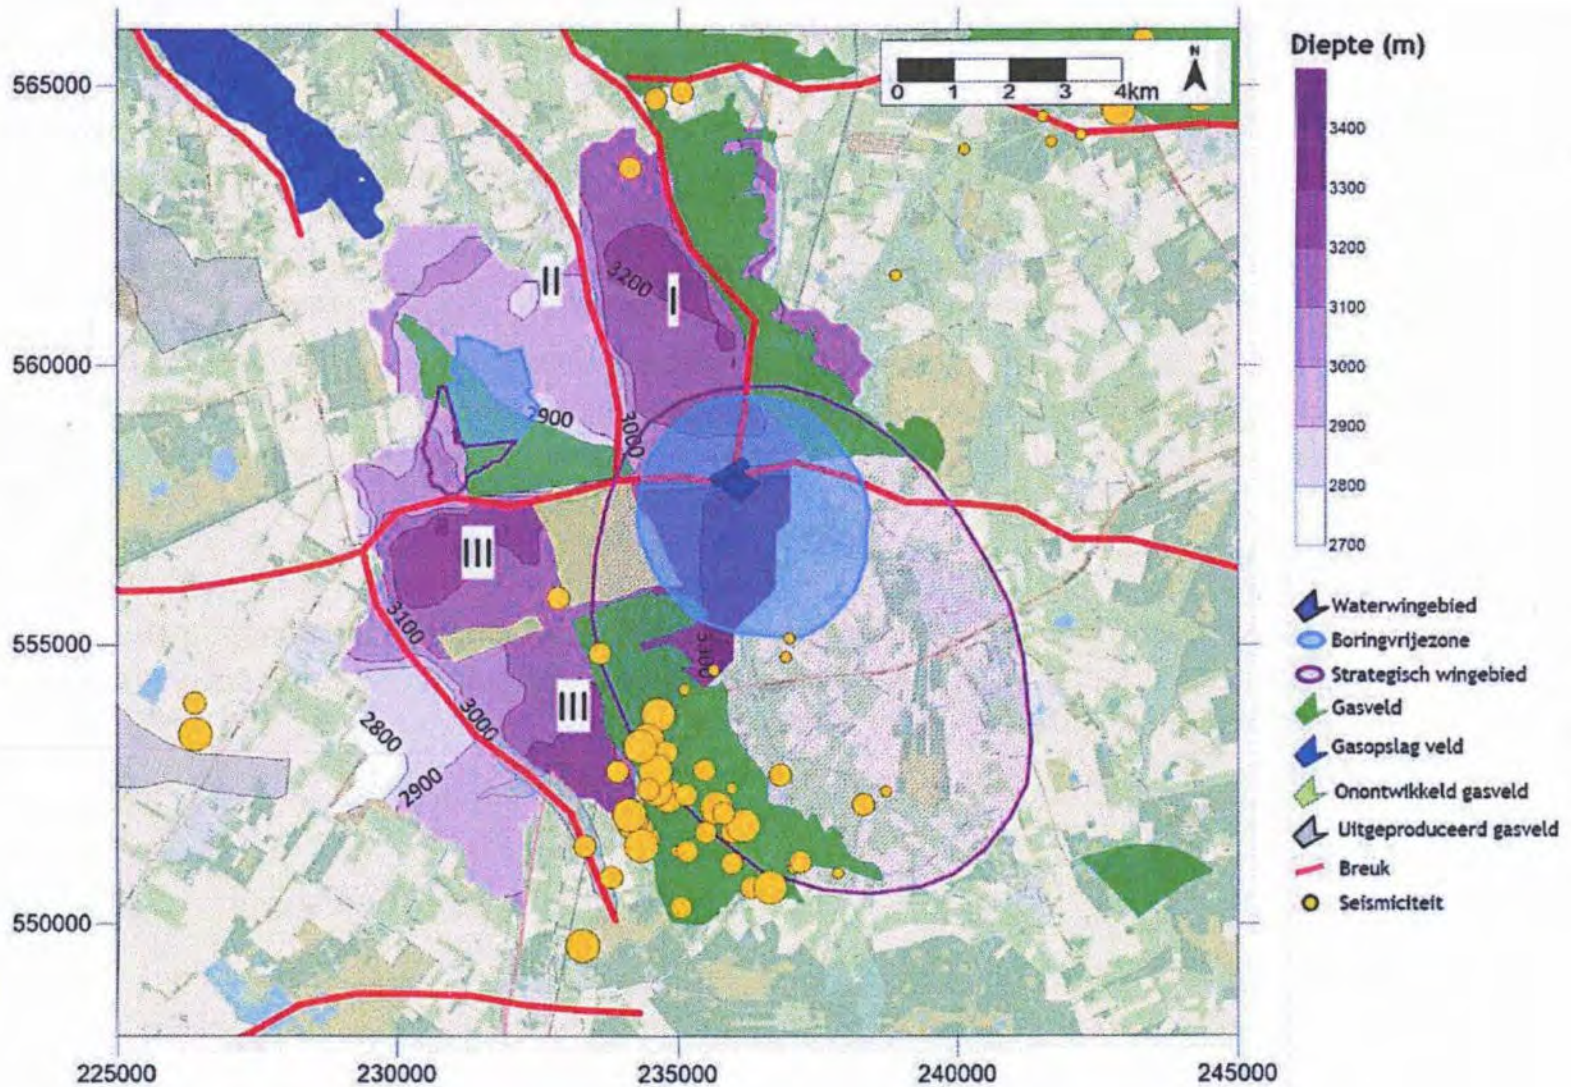 Diepte (m)
565000
560000
555000
550000
225000
230000
235000
240000
245000
N
0 1 2 3 4km
3400
3300
3200
3100
3000
2900
2800
2700
II
I
3200
2900
3000
III
3100
III
3300
3000
2800
2900
Waterwingebied
Boringvrijezone
Strategisch wingebied
Gasveld
Gasopslag veld
Onontwikkeld gasveld
Uitgeproduceerd gasveld
Breuk
Seismiciteit